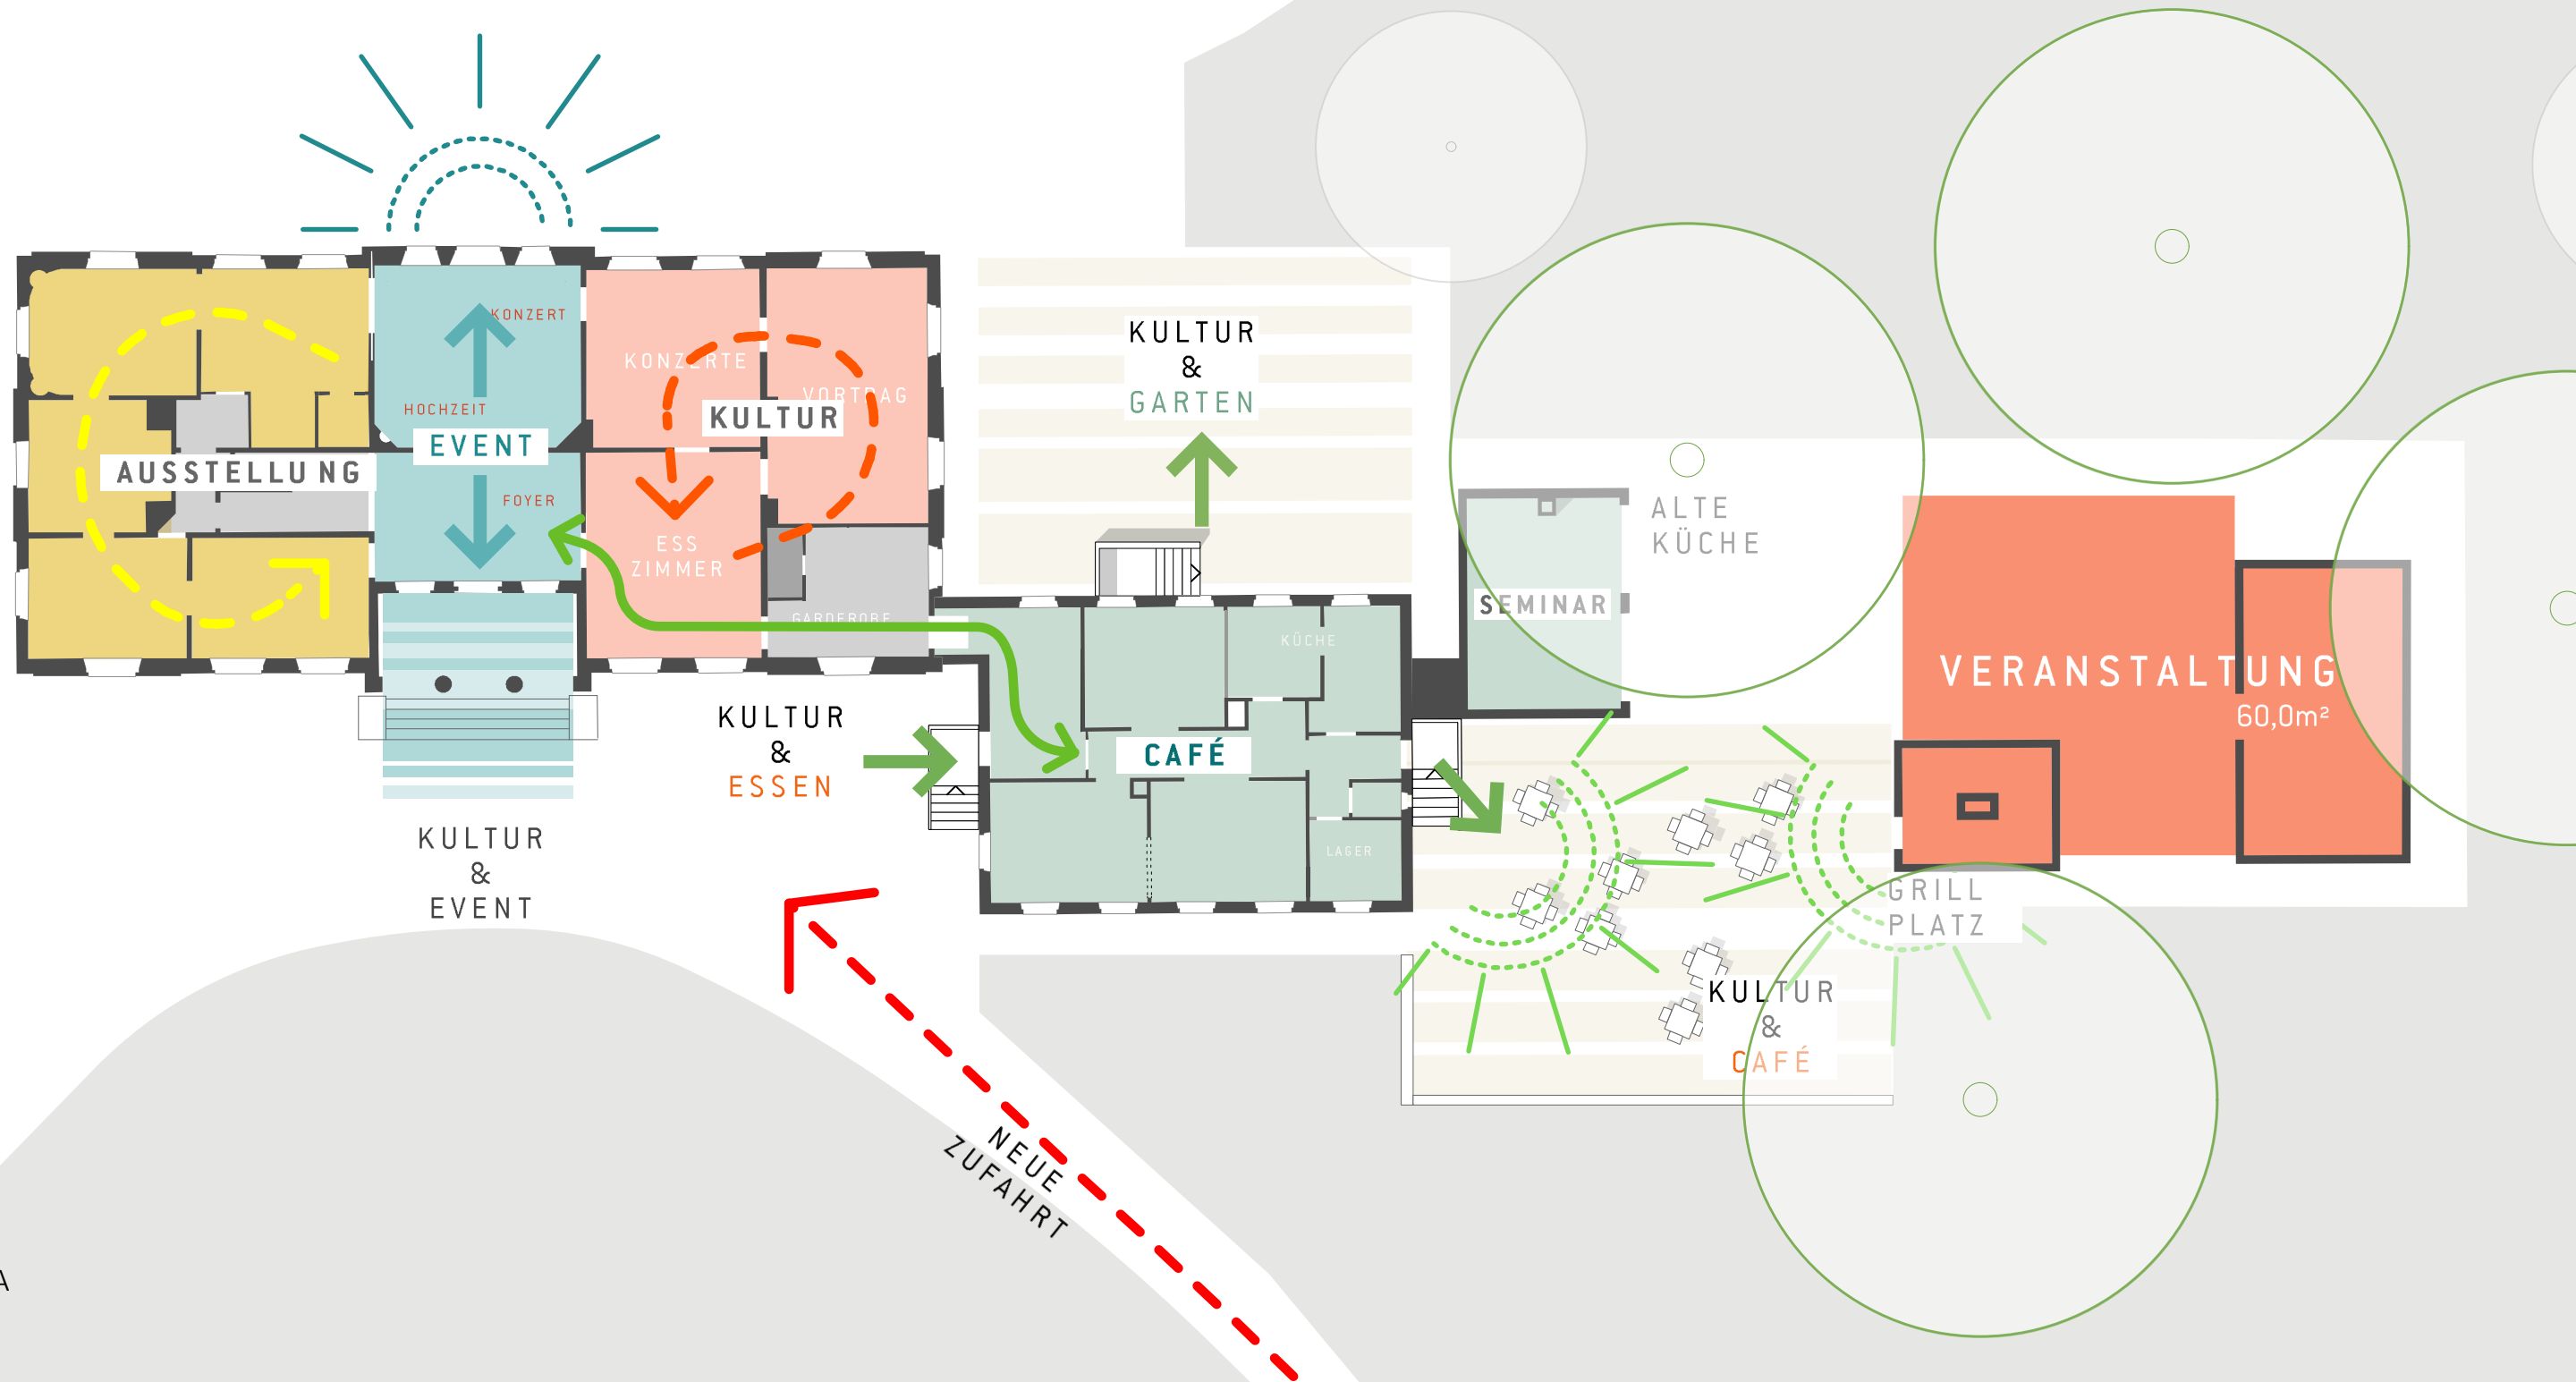 KONZERT
HOCHZEIT
EVENT
FOYER
AUSSTELLUNG
KONZERTE
VORTRAG
KULTUR
ESS
ZIMMER
GARDEROBE
KULTUR
&
GARTEN
KULTUR
&
ESSEN
KULTUR
&
EVENT
KÜCHE
CAFÉ
LAGER
ALTE
KÜCHE
SEMINAR
VERANSTALTUNG
60,0m²
GRILL
PLATZ
KULTUR
&
CAFÉ
NEUE
ZUFAHRT
A